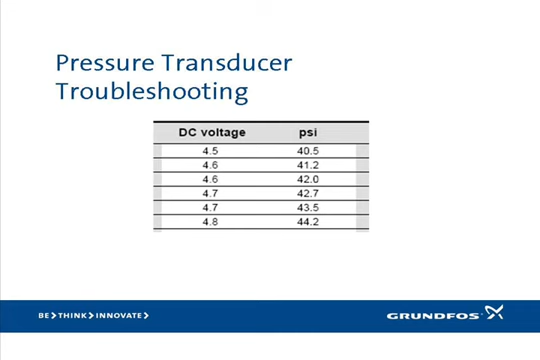 Pressure Transducer
Troubleshooting
DC voltage psi
4.5 40.5
4.6 41.2
4.6 42.0
4.7 42.7
4.7 43.5
4.8 44.2
BE > THINK > INNOVATE > GRUNDFOS